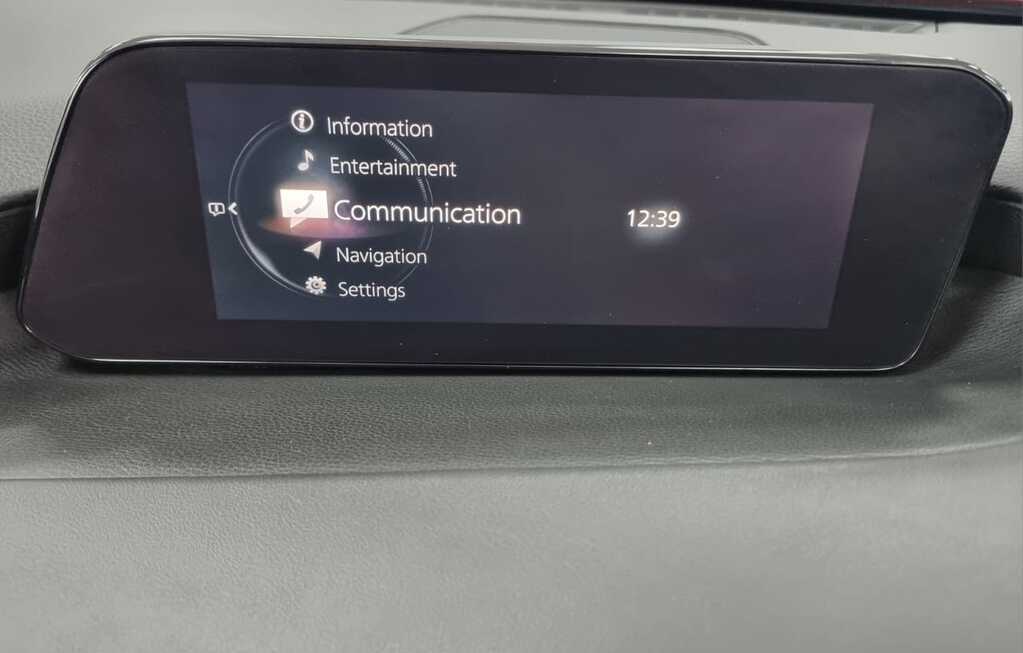 Information
Entertainment
Communication
12:39
Navigation
Settings